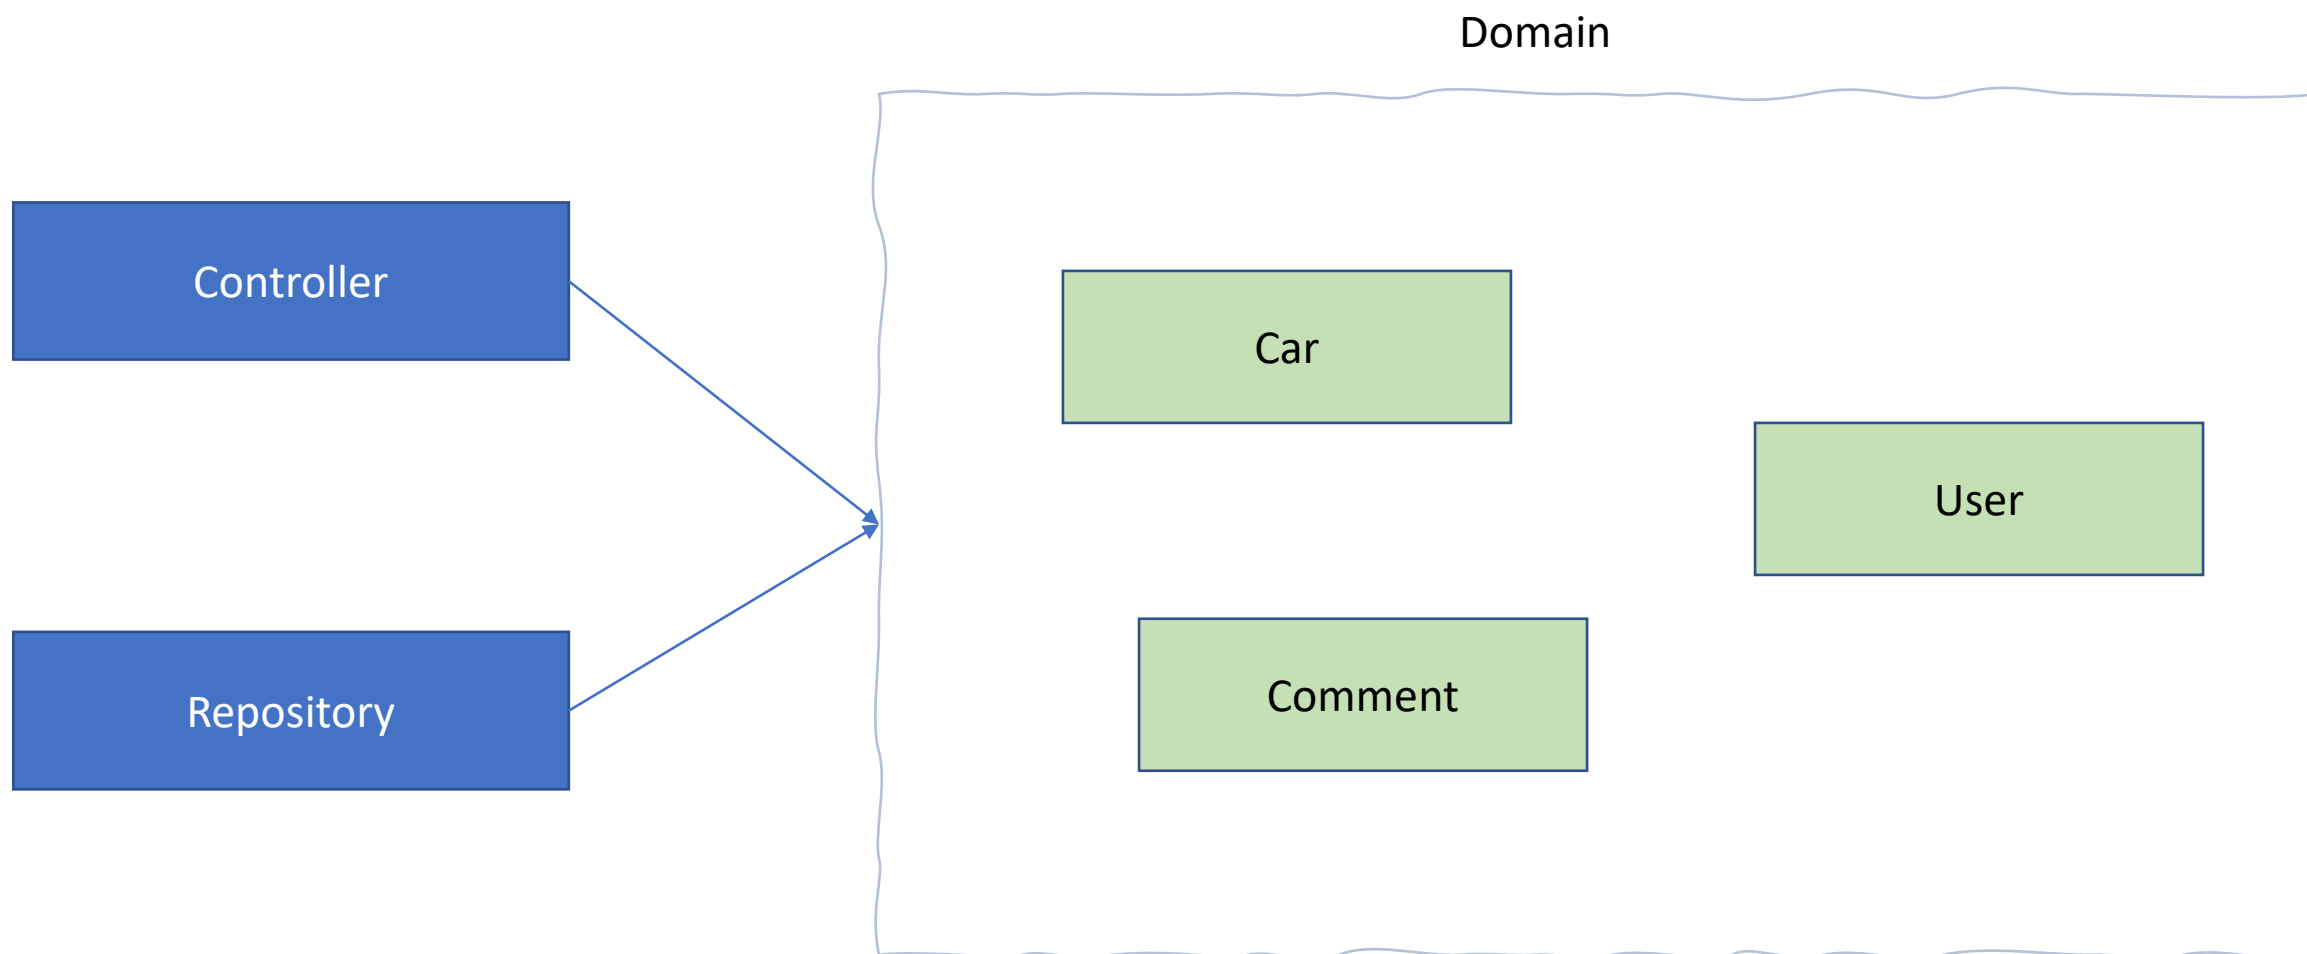 Domain
Controller
Car
User
Comment
Repository